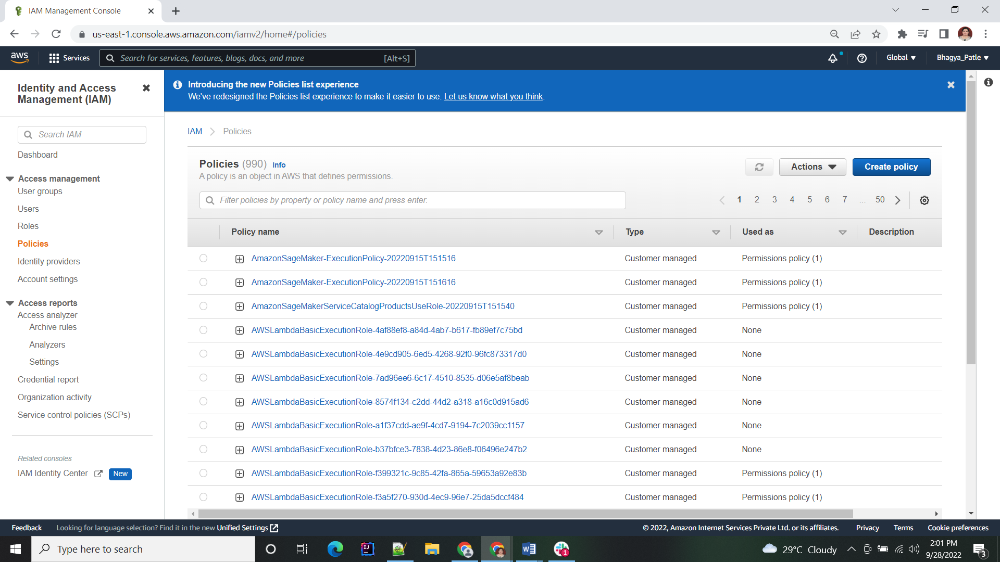 IAM Management Console
us-east-1.console.aws.amazon.com/iamv2/home#/policies
aws
Services
Search for services, features, blogs, docs, and more
[Alt+S]
Global
Bhagya_Patle
Identity and Access
Management (IAM)
Search IAM
Dashboard
Access management
User groups
Users
Roles
Policies
Identity providers
Account settings
Access reports
Access analyzer
Archive rules
Analyzers
Settings
Credential report
Organization activity
Service control policies (SCPs)
Related consoles
IAM Identity Center New
Introducing the new Policies list experience
We've redesigned the Policies list experience to make it easier to use. Let us know what you think.
IAM Policies
Policies (990) Info
A policy is an object in AWS that defines permissions.
Actions
Create policy
Filter policies by property or policy name and press enter.
1 2 3 4 5 6 7 ... 50
Policy name Type Used as Description
AmazonSageMaker-ExecutionPolicy-20220915T151516 Customer managed Permissions policy (1)
AmazonSageMaker-ExecutionPolicy-20220915T151616 Customer managed Permissions policy (1)
AmazonSageMakerServiceCatalogProductsUseRole-20220915T151540 Customer managed Permissions policy (1)
AWSLambdaBasicExecutionRole-4af88ef8-a84d-4ab7-b617-fb89ef7c75bd Customer managed None
AWSLambdaBasicExecutionRole-4e9cd905-6ed5-4268-92f0-96fc873317d0 Customer managed None
AWSLambdaBasicExecutionRole-7ad96ee6-6c17-4510-8535-d06e5af8beab Customer managed None
AWSLambdaBasicExecutionRole-8574f134-c2dd-44d2-a318-a16c0d915ad6 Customer managed None
AWSLambdaBasicExecutionRole-a1f37cdd-ae9f-4cd7-9194-7c2039cc1157 Customer managed None
AWSLambdaBasicExecutionRole-b37bfce3-7838-4d23-86e8-f06496e247b2 Customer managed None
AWSLambdaBasicExecutionRole-f399321c-9c85-42fa-865a-59653a92e83b Customer managed Permissions policy (1)
AWSLambdaBasicExecutionRole-f3a5f270-930d-4ec9-96e7-25da5dccf484 Customer managed Permissions policy (1)
Feedback Looking for language selection? Find it in the new Unified Settings
© 2022, Amazon Internet Services Private Ltd. or its affiliates. Privacy Terms Cookie preferences
Type here to search
IJ
W
1
29°C Cloudy
2:01 PM
9/28/2022
3